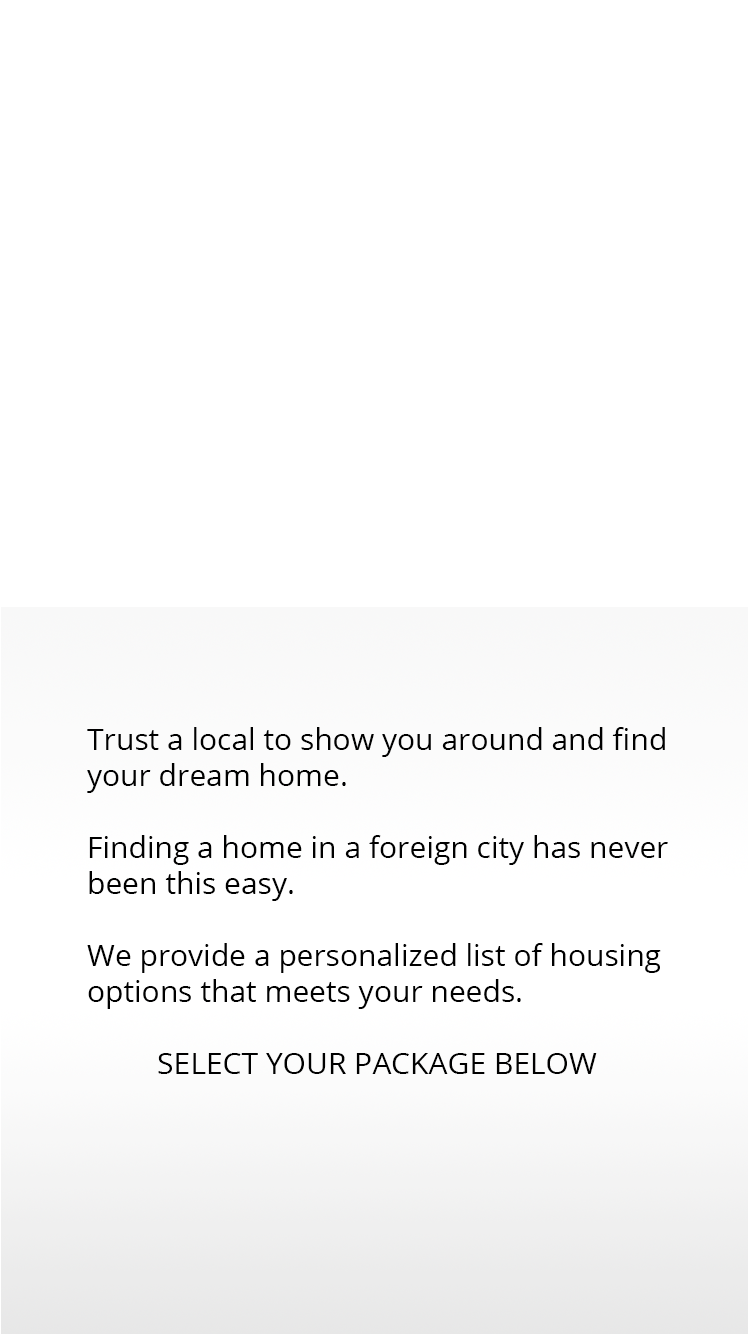 Trust a local to show you around and find
your dream home.
Finding a home in a foreign city has never
been this easy.
We provide a personalized list of housing
options that meets your needs.
SELECT YOUR PACKAGE BELOW